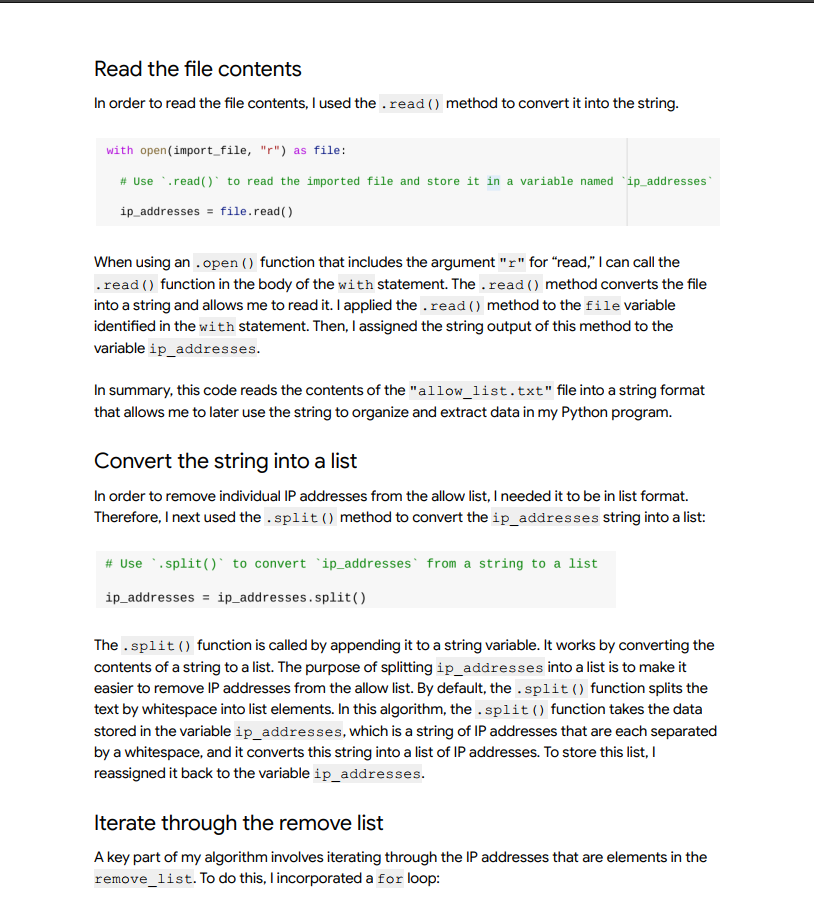 Read the file contents
In order to read the file contents, I used the .read() method to convert it into the string.
with open(import_file, "r") as file:
# Use `.read()` to read the imported file and store it in a variable named `ip_addresses`
ip_addresses = file.read()
When using an .open() function that includes the argument "r" for “read,” I can call the
.read() function in the body of the with statement. The .read() method converts the file
into a string and allows me to read it. I applied the .read() method to the file variable
identified in the with statement. Then, I assigned the string output of this method to the
variable ip_addresses.
In summary, this code reads the contents of the "allow_list.txt" file into a string format
that allows me to later use the string to organize and extract data in my Python program.
Convert the string into a list
In order to remove individual IP addresses from the allow list, I needed it to be in list format.
Therefore, I next used the .split() method to convert the ip_addresses string into a list:
# Use `.split()` to convert `ip_addresses` from a string to a list
ip_addresses = ip_addresses.split()
The .split() function is called by appending it to a string variable. It works by converting the
contents of a string to a list. The purpose of splitting ip_addresses into a list is to make it
easier to remove IP addresses from the allow list. By default, the .split() function splits the
text by whitespace into list elements. In this algorithm, the .split() function takes the data
stored in the variable ip_addresses, which is a string of IP addresses that are each separated
by a whitespace, and it converts this string into a list of IP addresses. To store this list, I
reassigned it back to the variable ip_addresses.
Iterate through the remove list
A key part of my algorithm involves iterating through the IP addresses that are elements in the
remove_list. To do this, I incorporated a for loop: